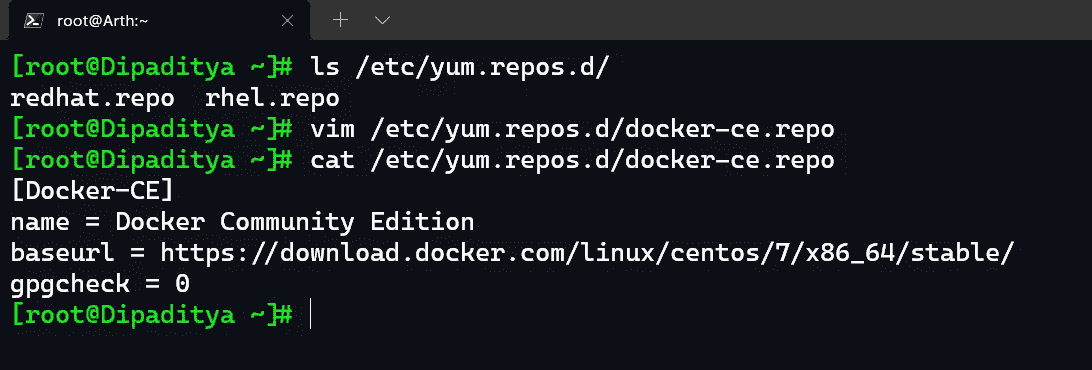 root@Arth:~
[root@Dipaditya ~]# ls /etc/yum.repos.d/
redhat.repo  rhel.repo
[root@Dipaditya ~]# vim /etc/yum.repos.d/docker-ce.repo
[root@Dipaditya ~]# cat /etc/yum.repos.d/docker-ce.repo
[Docker-CE]
name = Docker Community Edition
baseurl = https://download.docker.com/linux/centos/7/x86_64/stable/
gpgcheck = 0
[root@Dipaditya ~]#